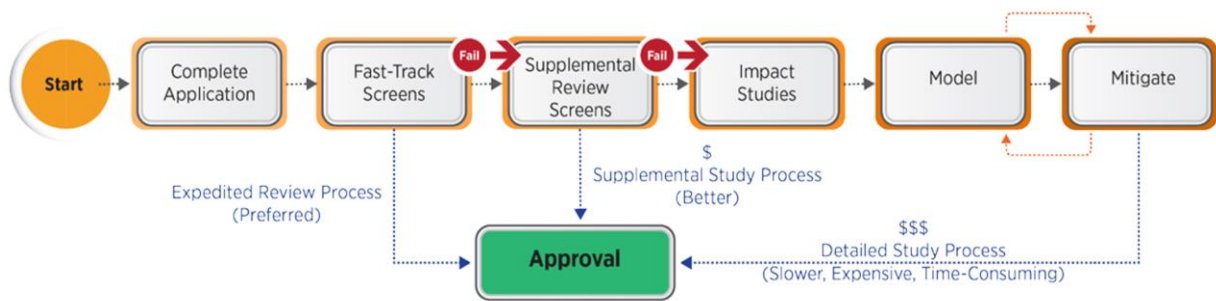 Start
Complete
Application
Fast-Track
Screens
Fail
Supplemental
Review
Screens
Fail
Impact
Studies
Model
Mitigate
Expedited Review Process
(Preferred)
$
Supplemental Study Process
(Better)
$$$
Detailed Study Process
(Slower, Expensive, Time-Consuming)
Approval